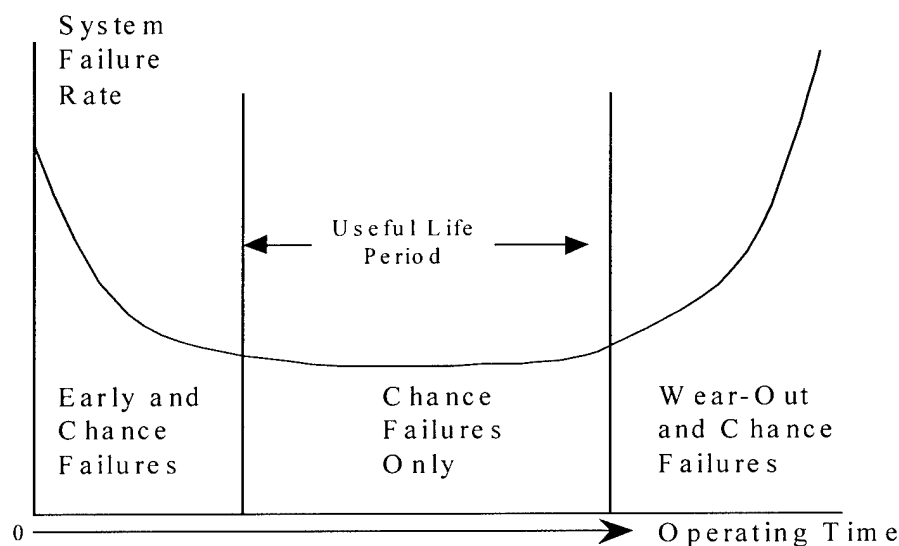 System
Failure
Rate
Useful Life
Period
Early and
Chance
Failures
Chance
Failures
Only
Wear-Out
and Chance
Failures
0
Operating Time